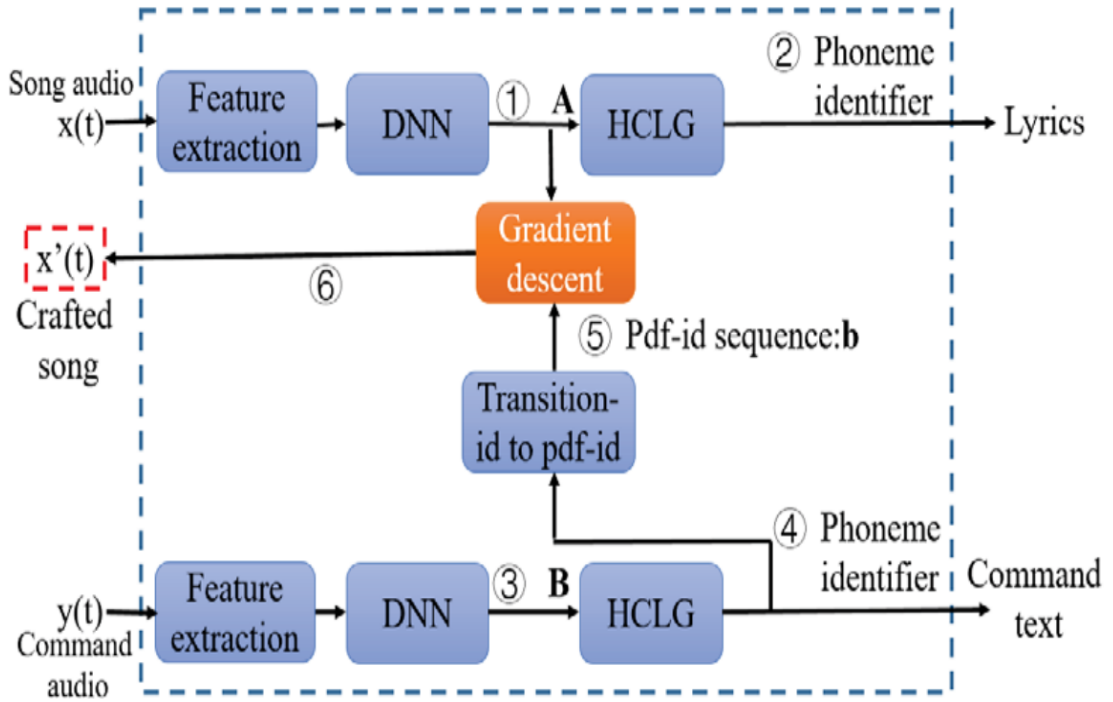 Song audio
x(t)
Feature
extraction
DNN
①
A
HCLG
② Phoneme
identifier
Lyrics
Gradient
descent
x’(t)
Crafted
song
⑥
⑤ Pdf-id sequence:b
Transition-
id to pdf-id
④ Phoneme
identifier
y(t)
Command
audio
Feature
extraction
DNN
③
B
HCLG
Command
text